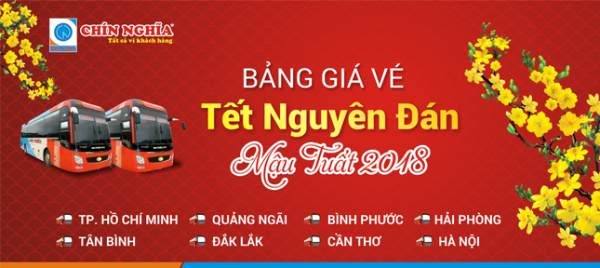 CHÍN NGHĨA
Tất cả vì khách hàng
BẢNG GIÁ VÉ
Tết Nguyên Đán
Mậu Tuất 2018
TP. HỒ CHÍ MINH
QUẢNG NGÃI
BÌNH PHƯỚC
HẢI PHÒNG
TÂN BÌNH
ĐẮK LẮK
CẦN THƠ
HÀ NỘI